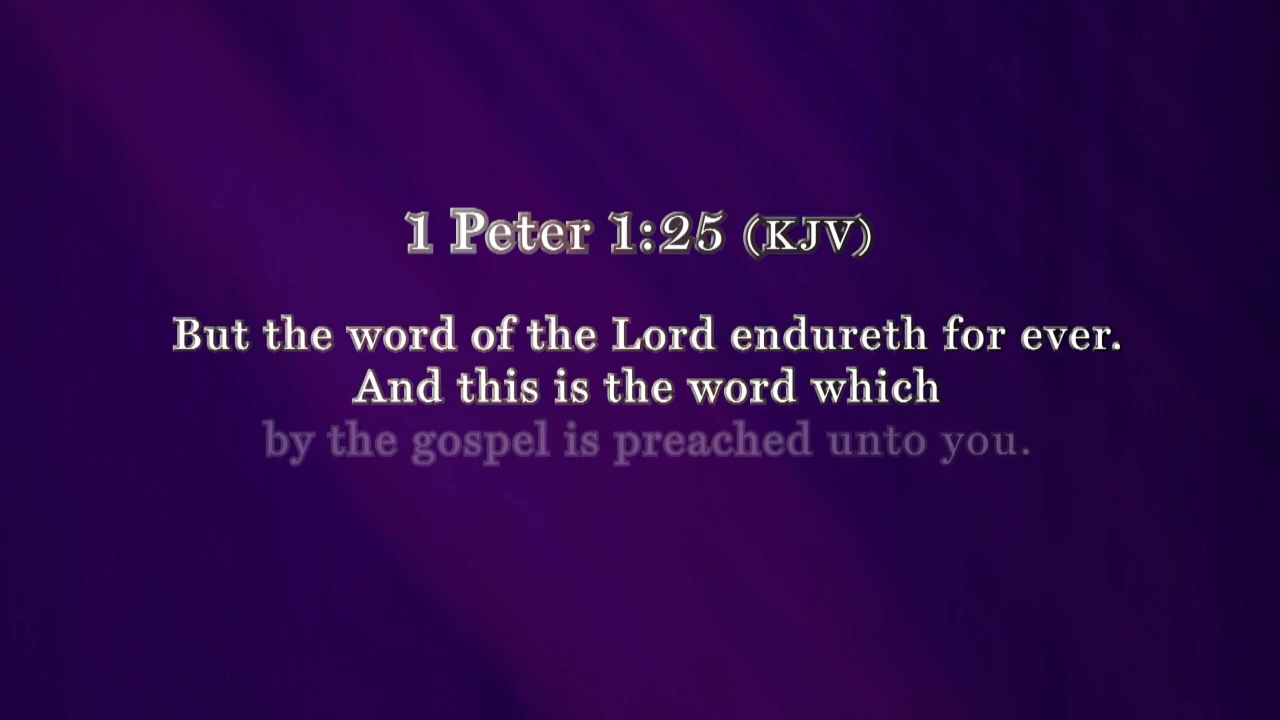 1 Peter 1:25 (KJV)
But the word of the Lord endureth for ever.
And this is the word which
by the gospel is preached unto you.